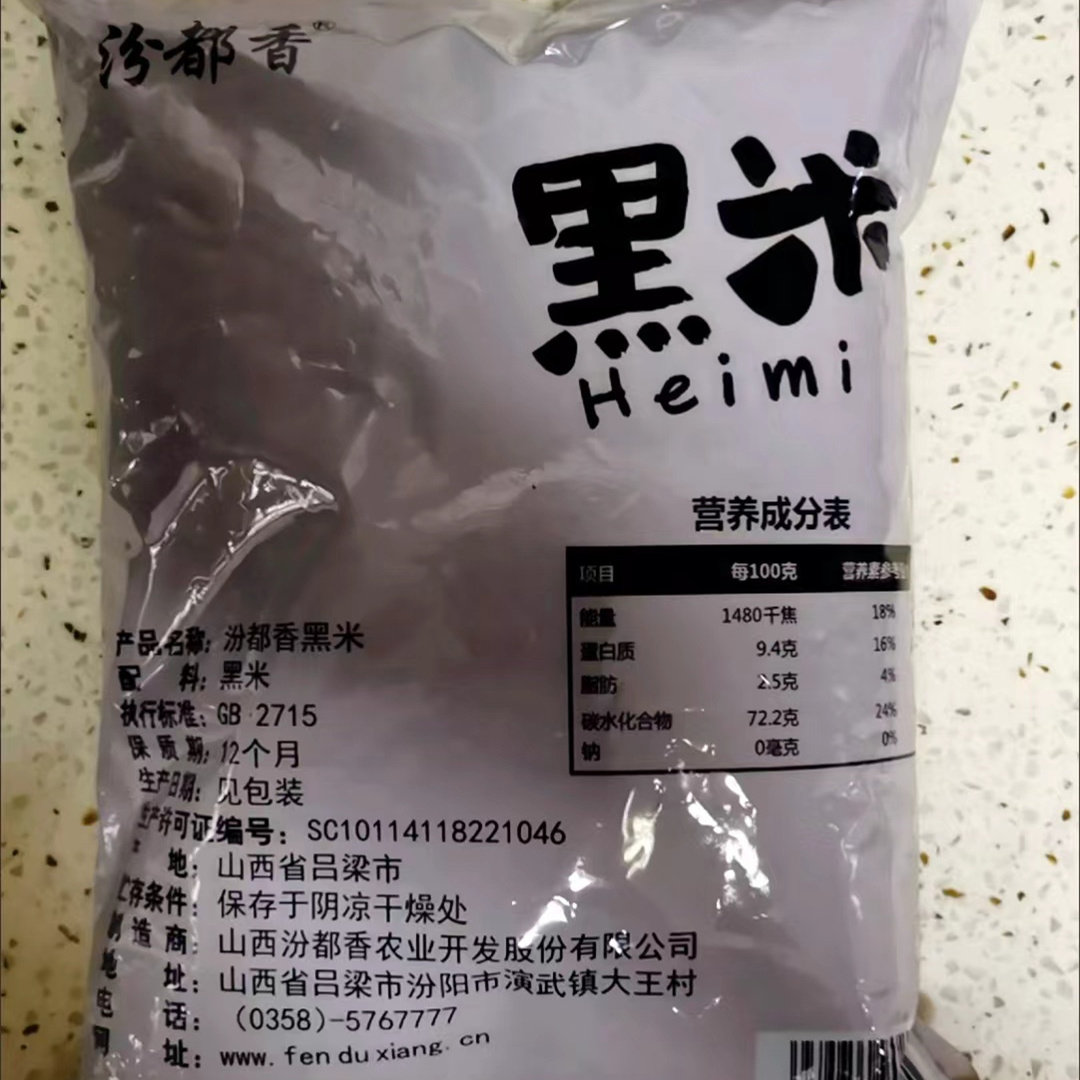 汾都香®
黑米
Heimi
营养成分表
项目 每100克 营养素参考
能量 1480千焦 18%
蛋白质 9.4克 16%
脂肪 2.5克 4%
碳水化合物 72.2克 24%
钠 0毫克 0%
产品名称: 汾都香黑米
配 料: 黑米
执行标准: GB 2715
保 质 期: 12个月
生产日期: 见包装
生产许可证编号: SC10114118221046
地: 山西省吕梁市
贮存条件: 保存于阴凉干燥处
制 造 商: 山西汾都香农业开发股份有限公司
地 址: 山西省吕梁市汾阳市演武镇大王村
电 话: (0358)-5767777
网 址: www.fenduxiang.cn